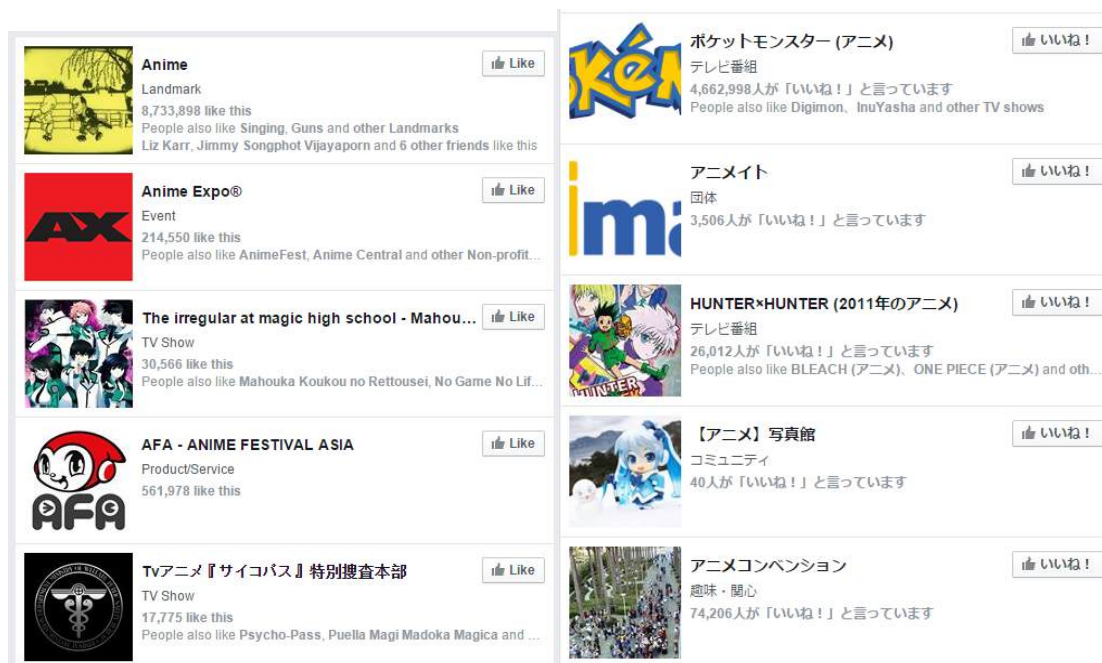 Anime
Like
Landmark
8,733,898 like this
People also like Singing, Guns and other Landmarks
Liz Karr, Jimmy Songphot Vijayaporn and 6 other friends like this
AX
Anime Expo®
Like
Event
214,550 like this
People also like AnimeFest, Anime Central and other Non-profit...
The irregular at magic high school - Mahou...
Like
TV Show
30,566 like this
People also like Mahouka Koukou no Rettousei, No Game No Lif...
AFA
AFA - ANIME FESTIVAL ASIA
Like
Product/Service
561,978 like this
Tvアニメ『サイコパス』特別捜査本部
Like
TV Show
17,775 like this
People also like Psycho-Pass, Puella Magi Madoka Magica and ...
ポケットモンスター (アニメ)
いいね！
テレビ番組
4,662,998人が「いいね！」と言っています
People also like Digimon、InuYasha and other TV shows
アニメイト
いいね！
団体
3,506人が「いいね！」と言っています
HUNTER
HUNTER×HUNTER (2011年のアニメ)
いいね！
テレビ番組
26,012人が「いいね！」と言っています
People also like BLEACH (アニメ)、ONE PIECE (アニメ) and oth...
【アニメ】写真館
いいね！
コミュニティ
40人が「いいね！」と言っています
アニメコンベンション
いいね！
趣味・関心
74,206人が「いいね！」と言っています